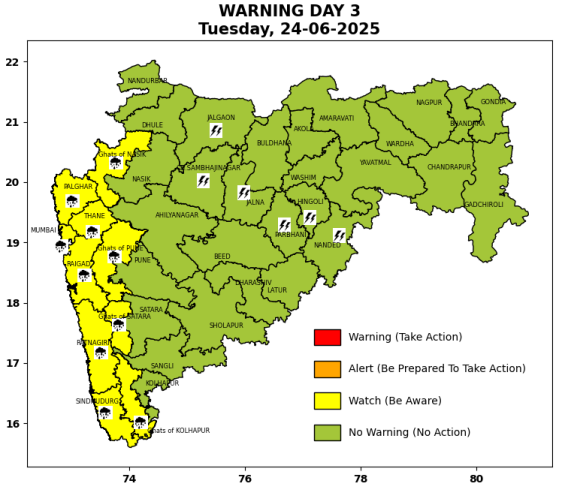 WARNING DAY 3
Tuesday, 24-06-2025
22
21
20
19
18
17
16
74
76
78
80
NANDURBAR
DHULE
JALGAON
NAGPUR
GONDIA
BHANDARA
AMARAVATI
AKOLA
BULDHANA
WARDHA
Ghats of NASIK
YAVATMAL
CHANDRAPUR
S.SAMBHAJINAGAR
NASIK
WASHIM
PALGHAR
JALNA
HINGOLI
GADCHIROLI
THANE
AHILYANAGAR
MUMBAI
PARBHANI
NANDED
Ghats of PUNE
RAIGAD
PUNE
BEED
DHARASHIV
LATUR
SATARA
Ghats of SATARA
SHOLAPUR
RATNAGIRI
SANGLI
KOLHAPUR
SINDHUDURG
Ghats of KOLHAPUR
Warning (Take Action)
Alert (Be Prepared To Take Action)
Watch (Be Aware)
No Warning (No Action)